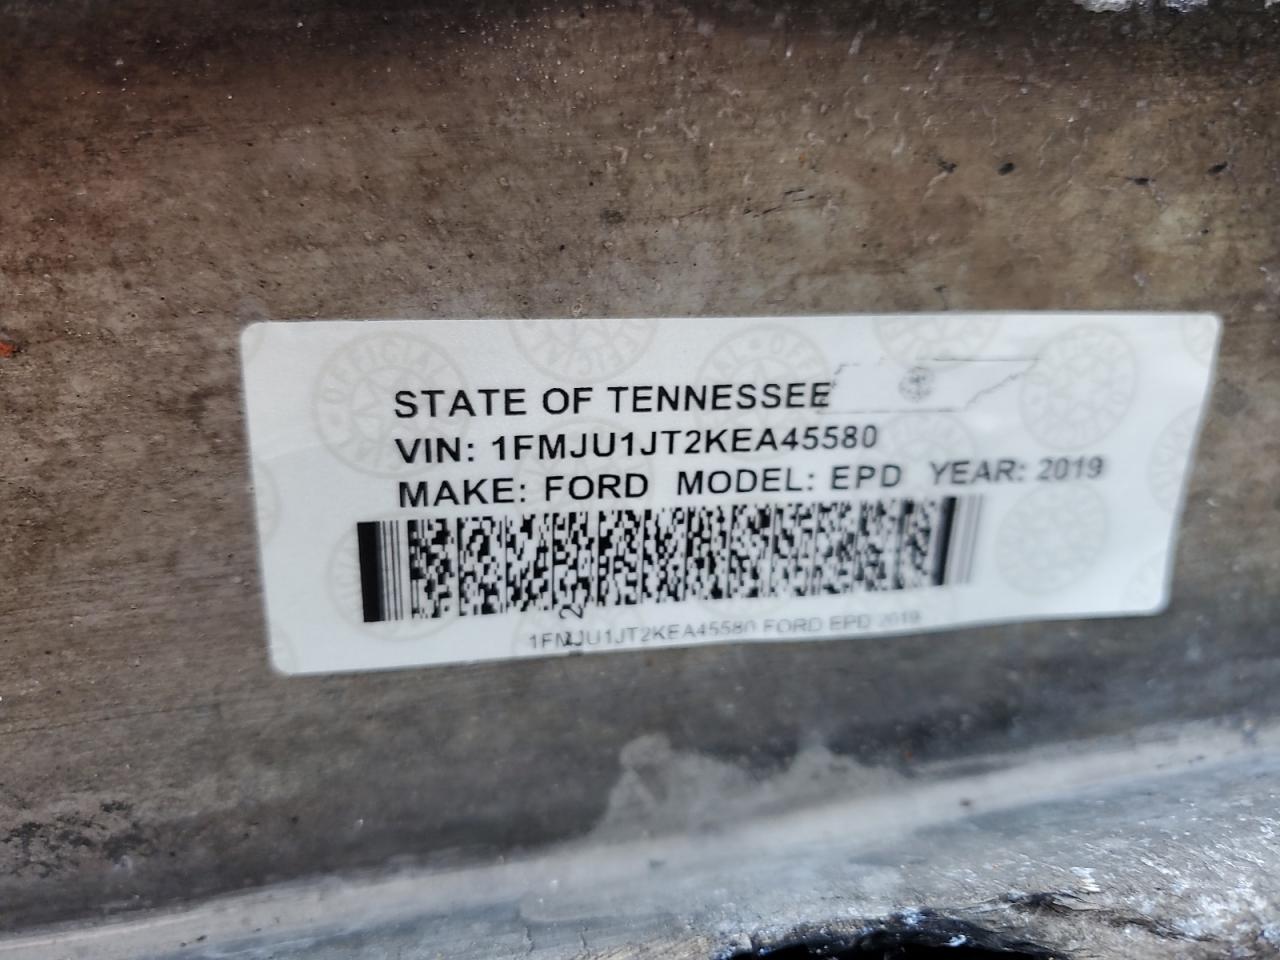 STATE OF TENNESSEE
VIN: 1FMJU1JT2KEA45580
MAKE: FORD MODEL: EPD YEAR: 2019
1FMJU1JT2KEA45580 FORD EPD 2019